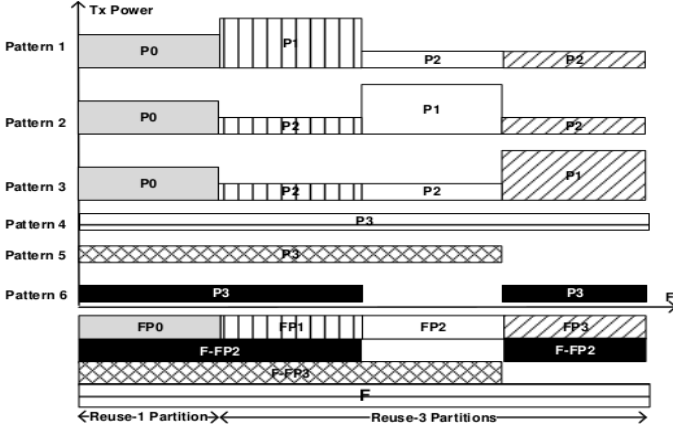 Tx Power
Pattern 1 P0 P1 P2 P2
Pattern 2 P0 P2 P1 P2
Pattern 3 P0 P2 P2 P1
Pattern 4 P3
Pattern 5 P3
Pattern 6 P3 P3
F
FP0 FP1 FP2 FP3
F-FP2 F-FP2
F-FP3
F
Reuse-1 Partition Reuse-3 Partitions